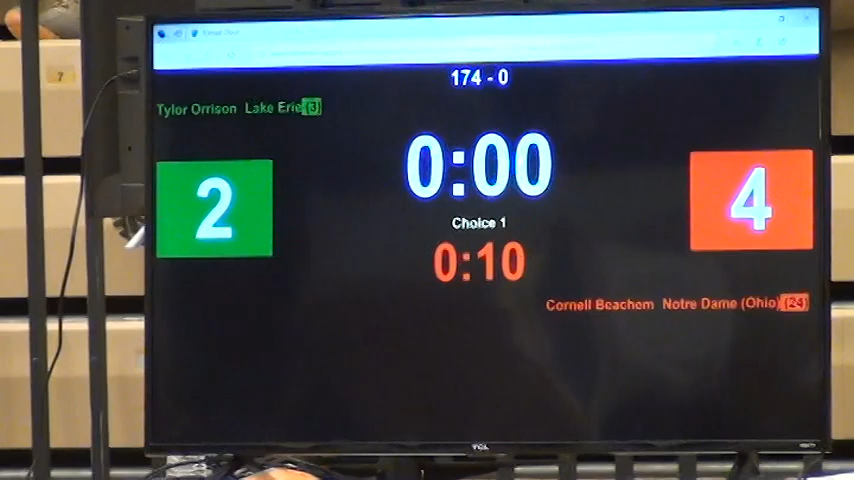 7
174 - 0
Tylor Orrison Lake Erie (3)
0:00
2
4
Choice 1
0:10
Cornell Beachem Notre Dame (Ohio) (24)
TCL